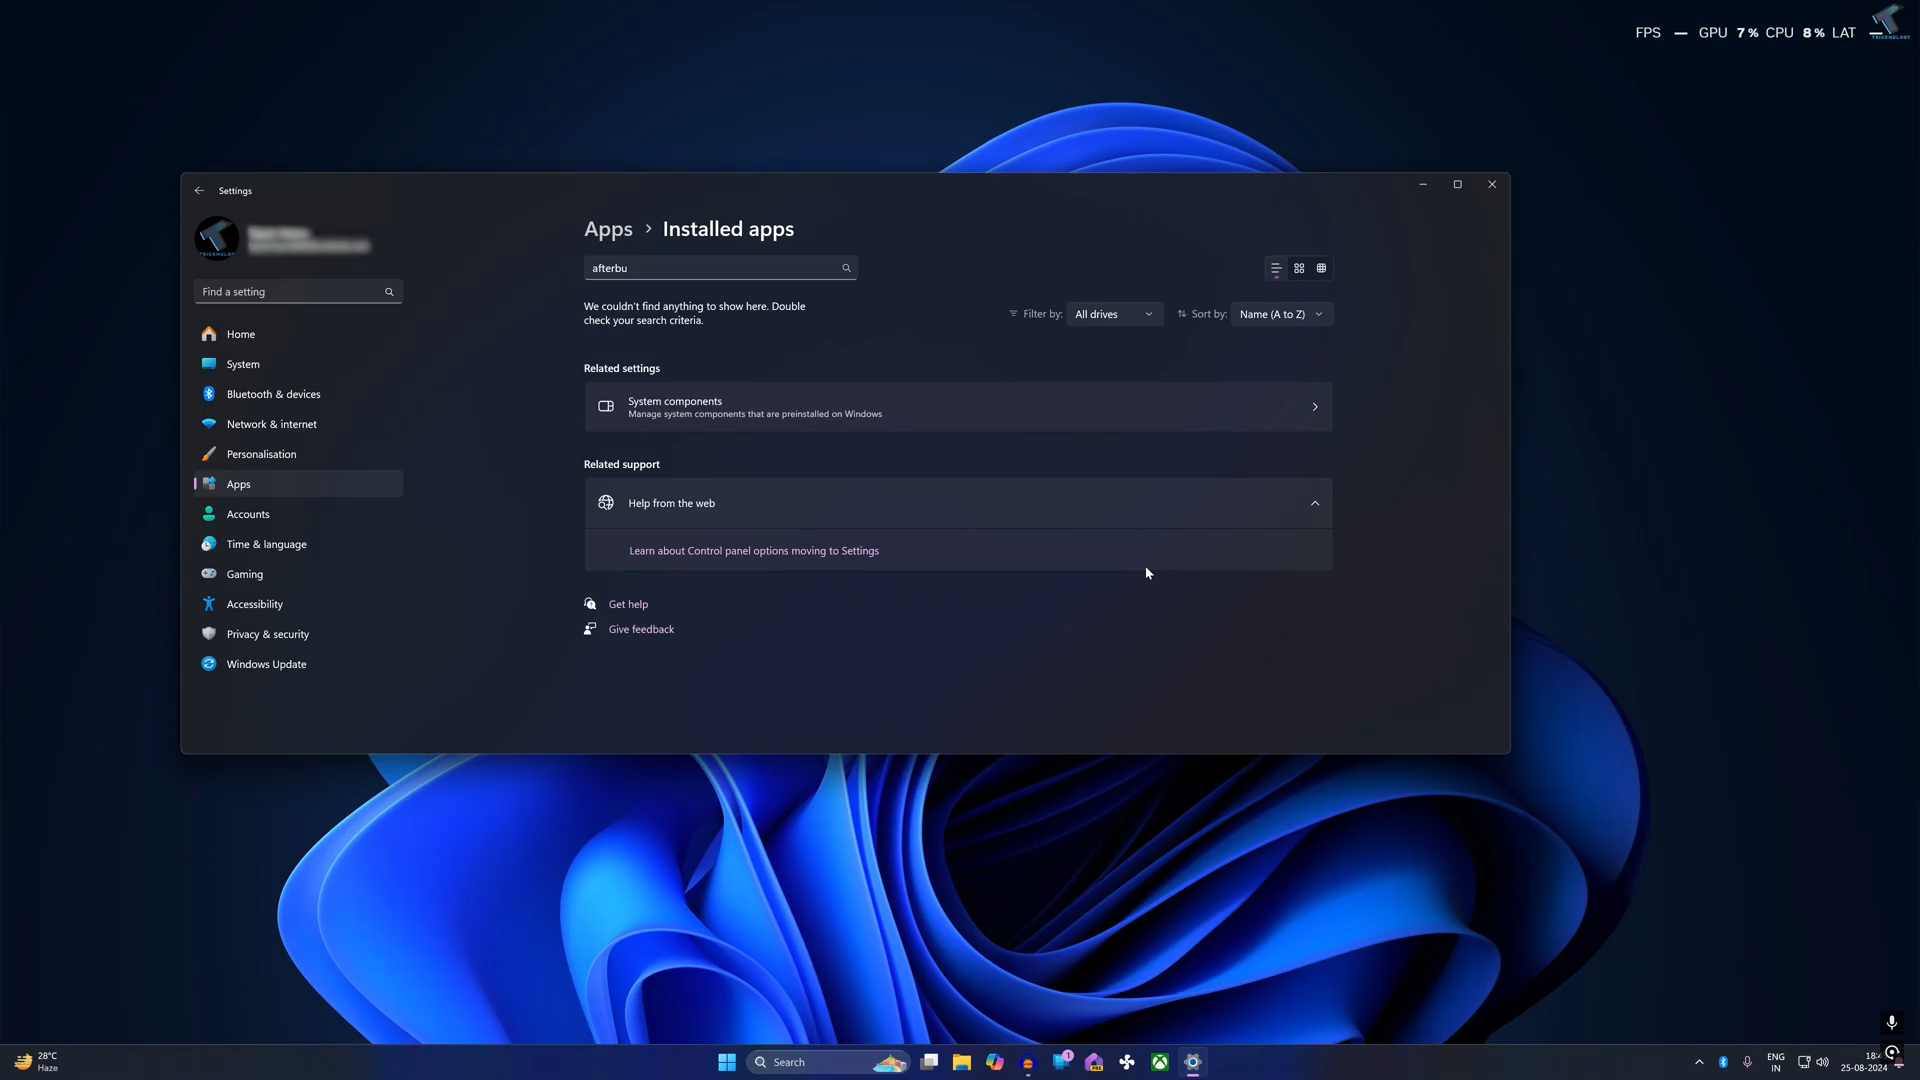 FPS — GPU 7% CPU 8% LAT —
TRICKNOLOGY
Settings
Find a setting
Home
System
Bluetooth & devices
Network & internet
Personalisation
Apps
Accounts
Time & language
Gaming
Accessibility
Privacy & security
Windows Update
Apps > Installed apps
afterbu
We couldn't find anything to show here. Double
check your search criteria.
Filter by: All drives
Sort by: Name (A to Z)
Related settings
System components
Manage system components that are preinstalled on Windows
Related support
Help from the web
Learn about Control panel options moving to Settings
Get help
Give feedback
28°C
Haze
Search
1
PRE
ENG
IN
25-08-2024